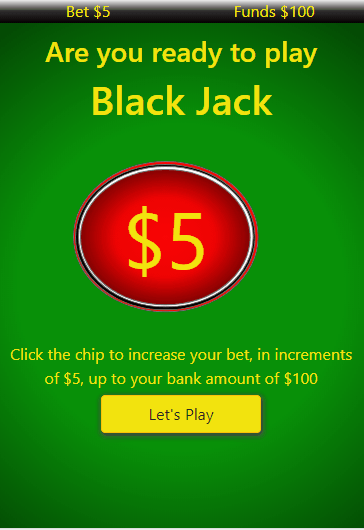 Bet $5 Funds $100
Are you ready to play
Black Jack
$5
Click the chip to increase your bet, in increments
of $5, up to your bank amount of $100
Let's Play